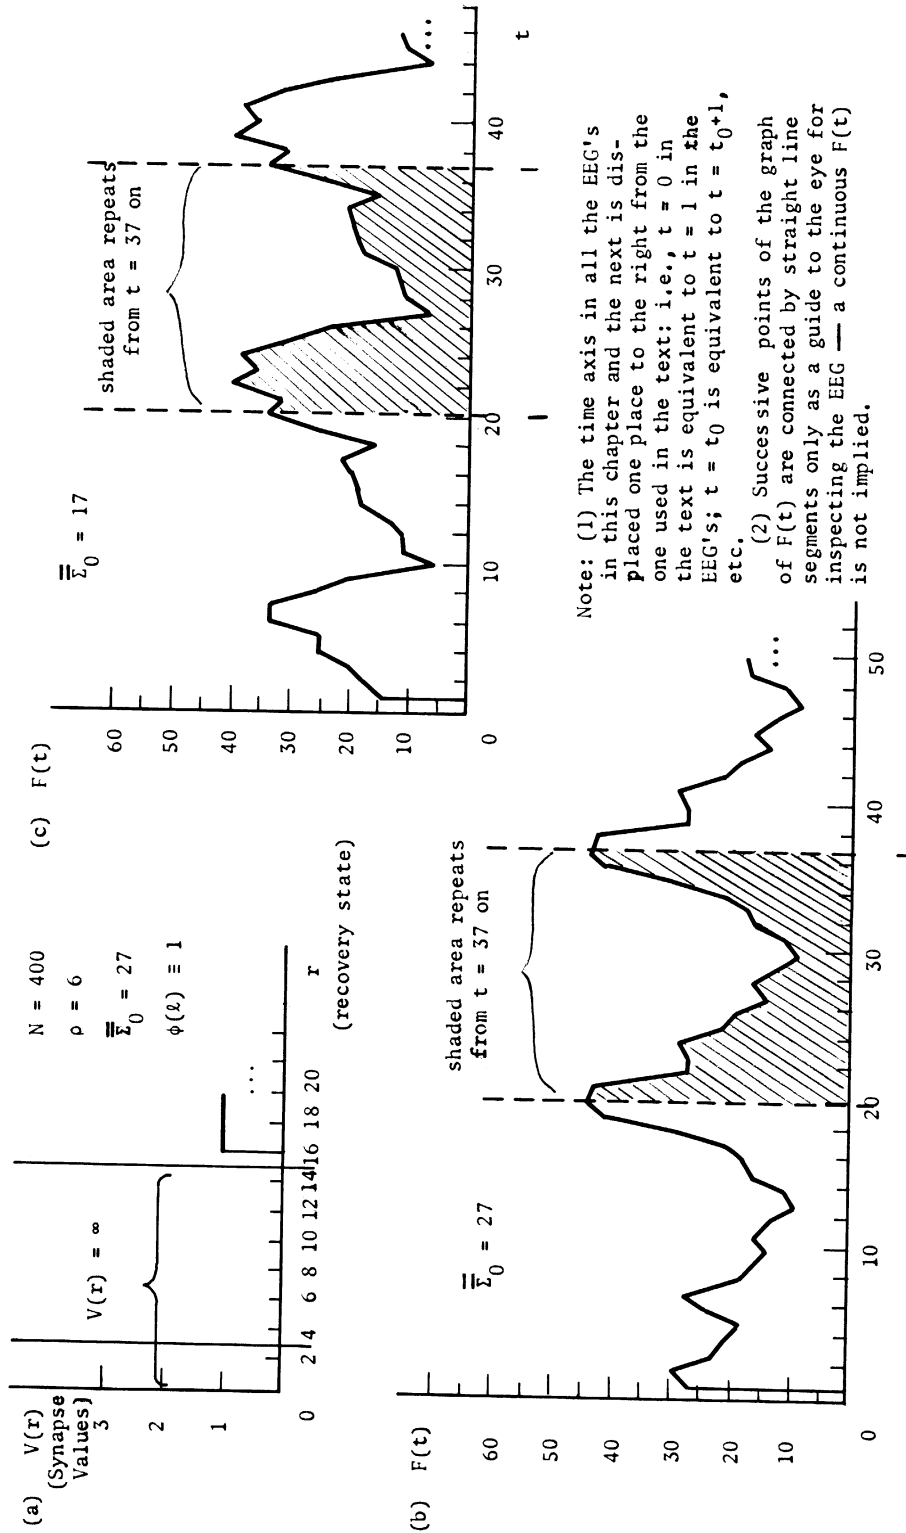 (a) V(r)
(Synapse
Values)
3
2
1
0
V(r) = ∞
2 4 6 8 10 12 14 16 18 20
...
r
(recovery state)
N = 400
ρ = 6
Σ̿₀ = 27
φ(ℓ) ≡ 1
(b) F(t)
60
50
40
30
20
10
0
Σ̿₀ = 27
shaded area repeats
from t = 37 on
10 20 30 40 50
...
(c) F(t)
60
50
40
30
20
10
0
Σ̿₀ = 17
shaded area repeats
from t = 37 on
10 20 30 40
t
...
Note: (1) The time axis in all the EEG's
in this chapter and the next is dis-
placed one place to the right from the
one used in the text: i.e., t = 0 in
the text is equivalent to t = 1 in the
EEG's; t = t₀ is equivalent to t = t₀+1,
etc.
(2) Successive points of the graph
of F(t) are connected by straight line
segments only as a guide to the eye for
inspecting the EEG — a continuous F(t)
is not implied.